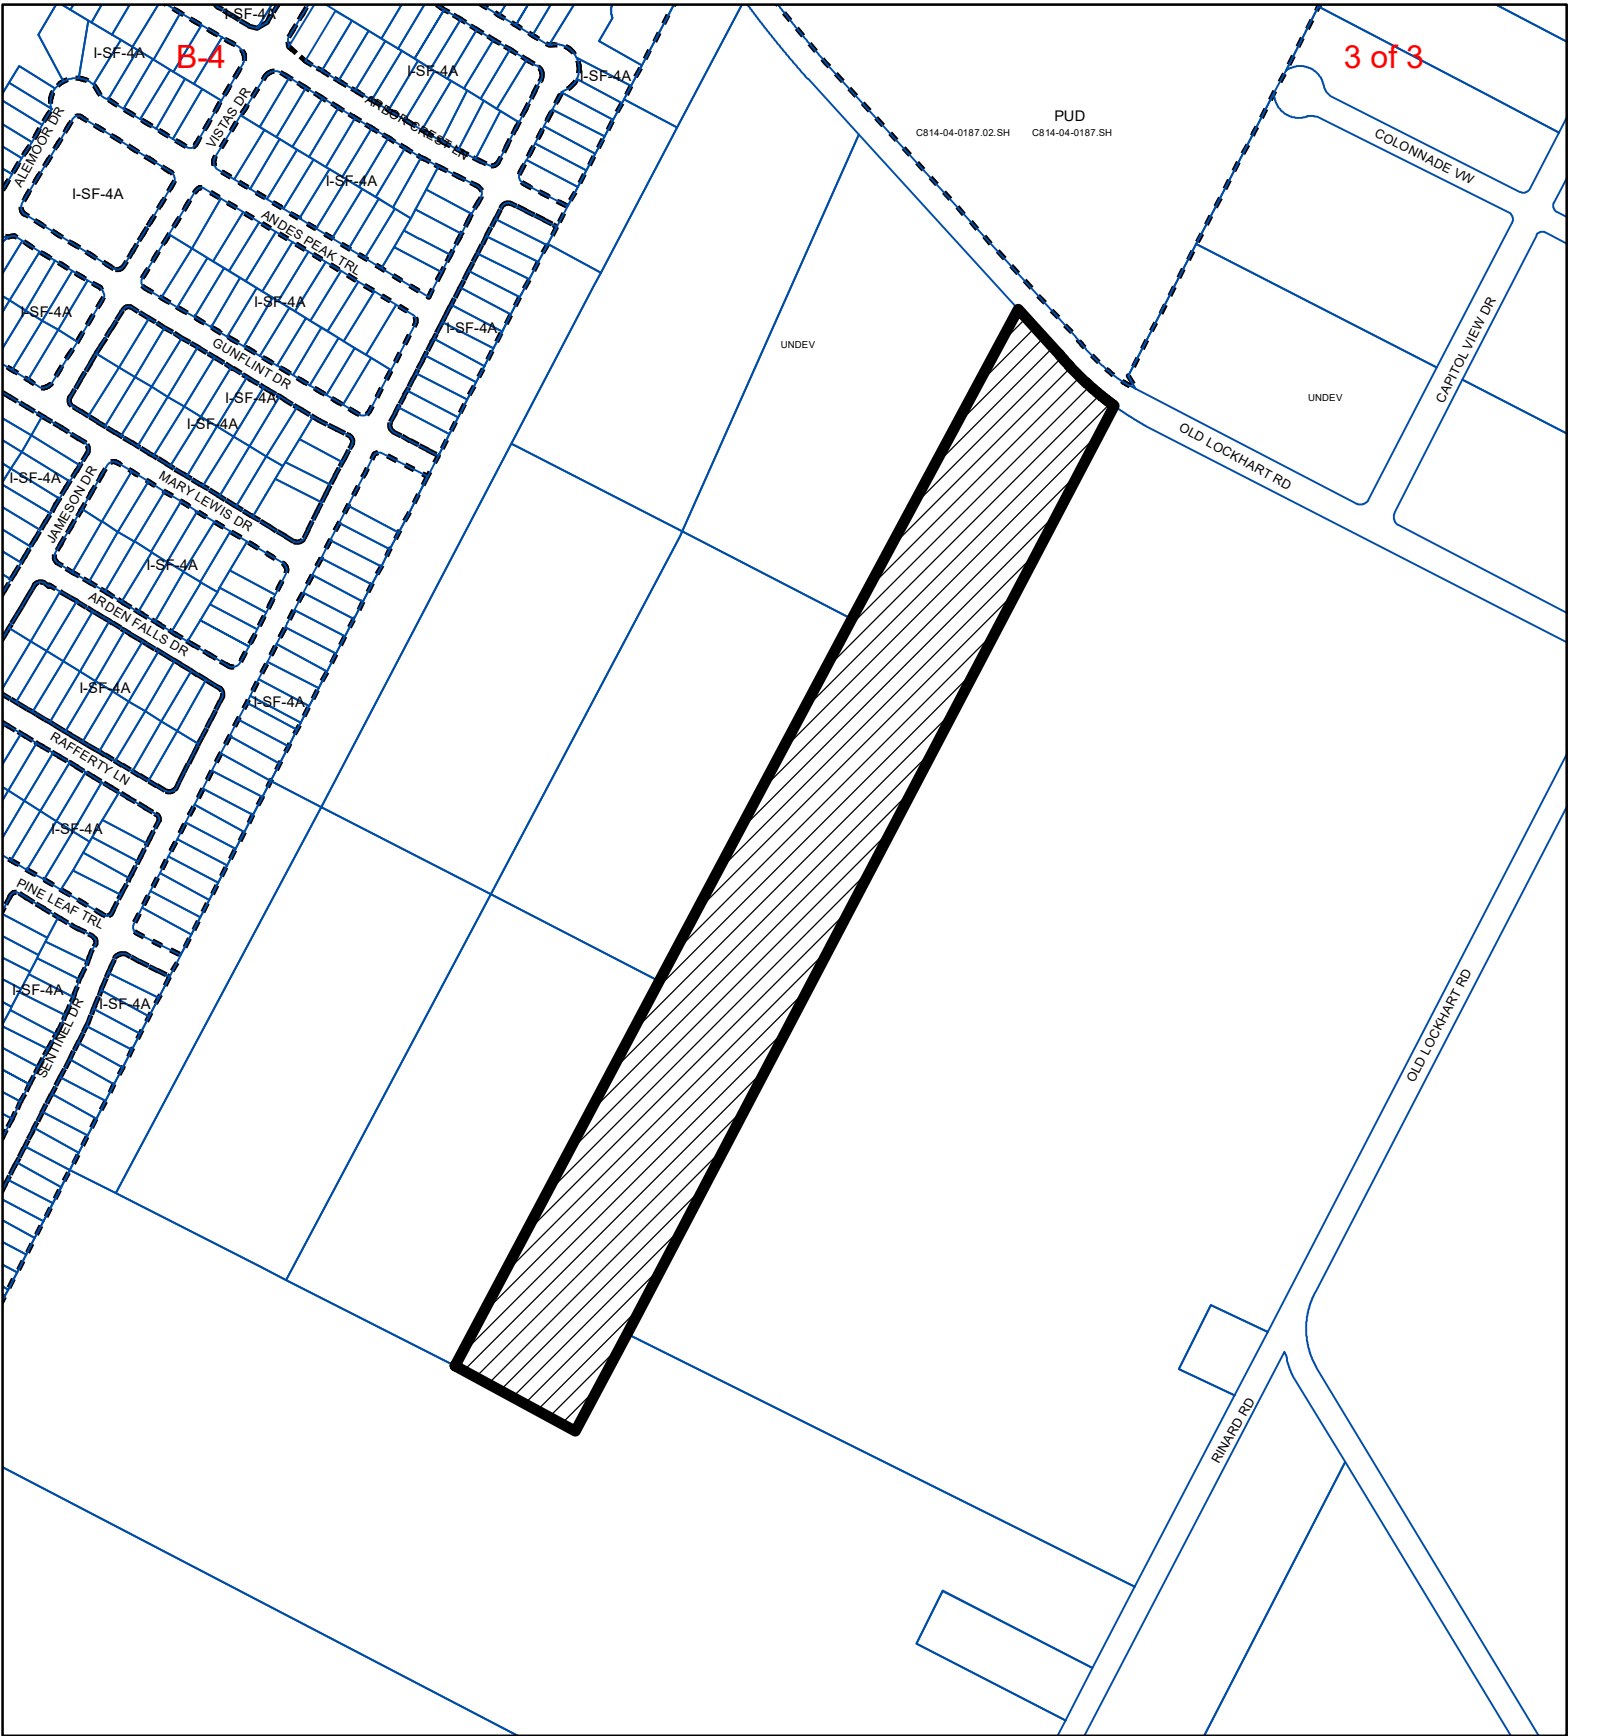 I-SF-4A
I-SF-4A
B-4
I-SF-4A
I-SF-4A
3 of 3
PUD
C814-04-0187.02.SH
C814-04-0187.SH
COLONNADE VW
ALEMOOR DR
VISTAS DR
ARBOR CREST LN
I-SF-4A
I-SF-4A
ANDES PEAK TRL
I-SF-4A
I-SF-4A
I-SF-4A
UNDEV
CAPITOL VIEW DR
GUNFLINT DR
I-SF-4A
I-SF-4A
UNDEV
OLD LOCKHART RD
I-SF-4A
JAMESON DR
MARY LEWIS DR
I-SF-4A
ARDEN FALLS DR
I-SF-4A
I-SF-4A
RAFFERTY LN
I-SF-4A
PINE LEAF TRL
I-SF-4A
I-SF-4A
SENTINEL DR
OLD LOCKHART RD
RINARD RD